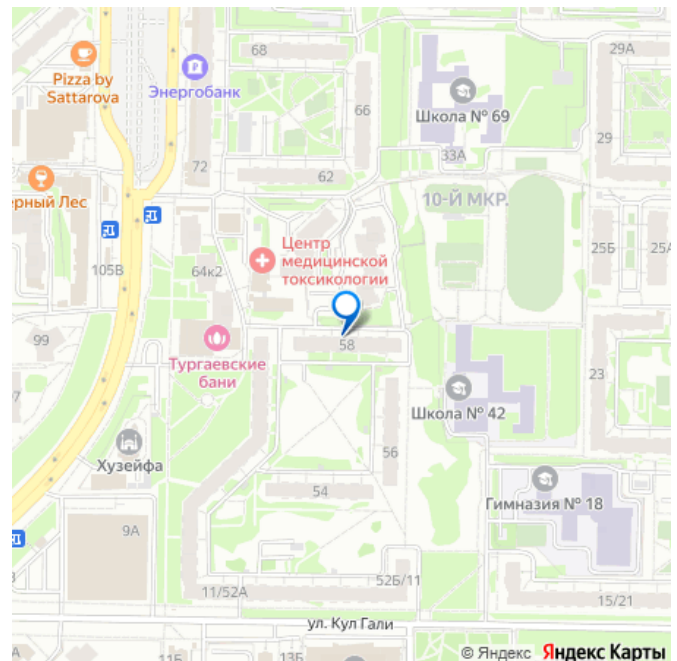 68
29А
Pizza by
Sattarova
Энергобанк
Школа № 69
66
29
33А
72
62
ерный Лес
10-Й МКР.
25Б
25А
Центр
медицинской
токсикологии
105В
64к2
99
58
Тургаевские
бани
23
Школа № 42
Хузейфа
56
54
Гимназия № 18
9А
11/52А
52Б/11
15/21
ул. Кул Гали
11Б
13Б
© Яндекс Яндекс Карты